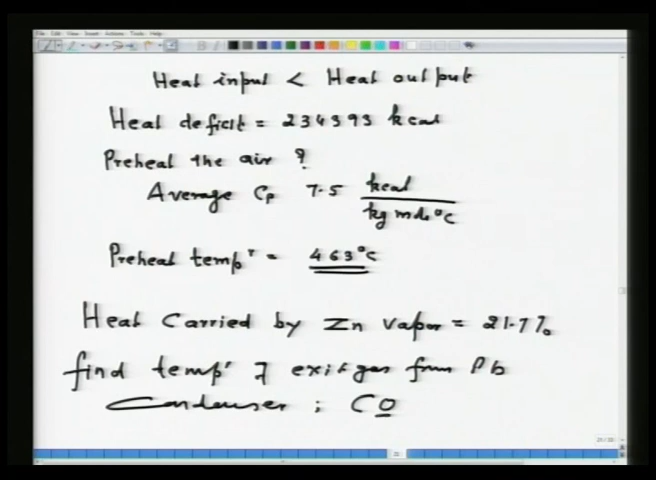 Heat input < Heat output
Heat deficit = 234393 kcal
Preheat the air ?
Average Cp 7.5 kcal
kg mole °C
Preheat tempr = 463°C
Heat Carried by Zn vapor = 21.7%
find tempr of exit gas from Pb
Condenser ; CO